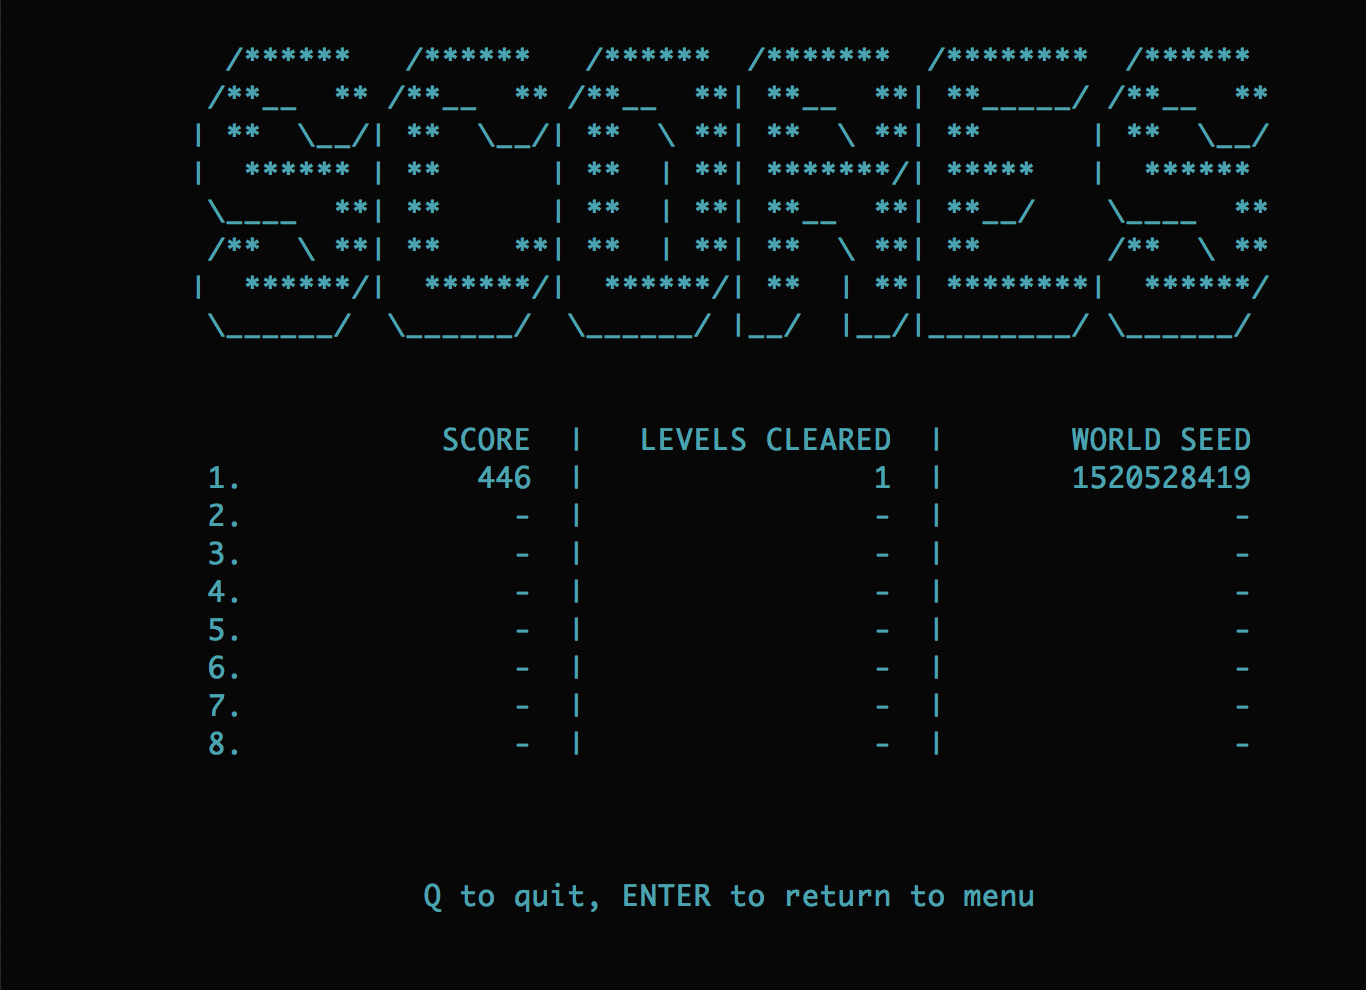 SCORES
SCORE | LEVELS CLEARED | WORLD SEED
1. 446 | 1 | 1520528419
2. - | - | -
3. - | - | -
4. - | - | -
5. - | - | -
6. - | - | -
7. - | - | -
8. - | - | -
Q to quit, ENTER to return to menu